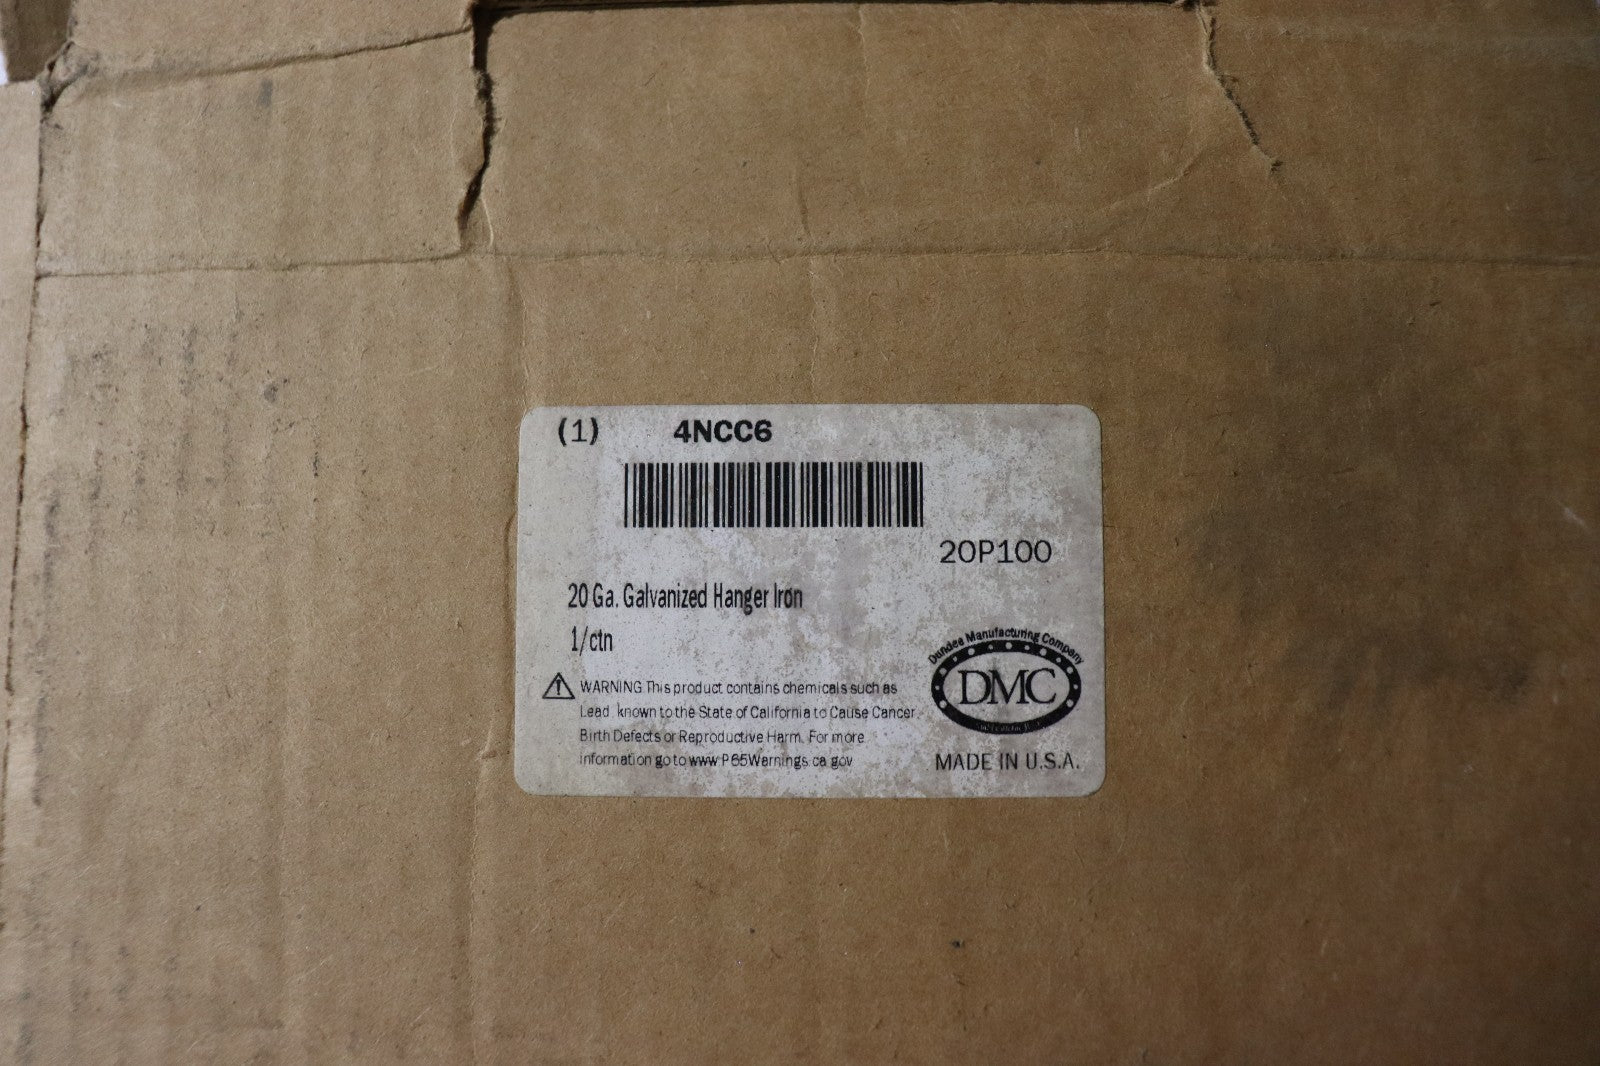 (1) 4NCC6
20P100
20 Ga. Galvanized Hanger Iron
1/ctn
WARNING This product contains chemicals such as
Lead known to the State of California to Cause Cancer
Birth Defects or Reproductive Harm. For more
information go to www P65Warnings.ca gov
Dundee Manufacturing Company
DMC
MADE IN U.S.A.